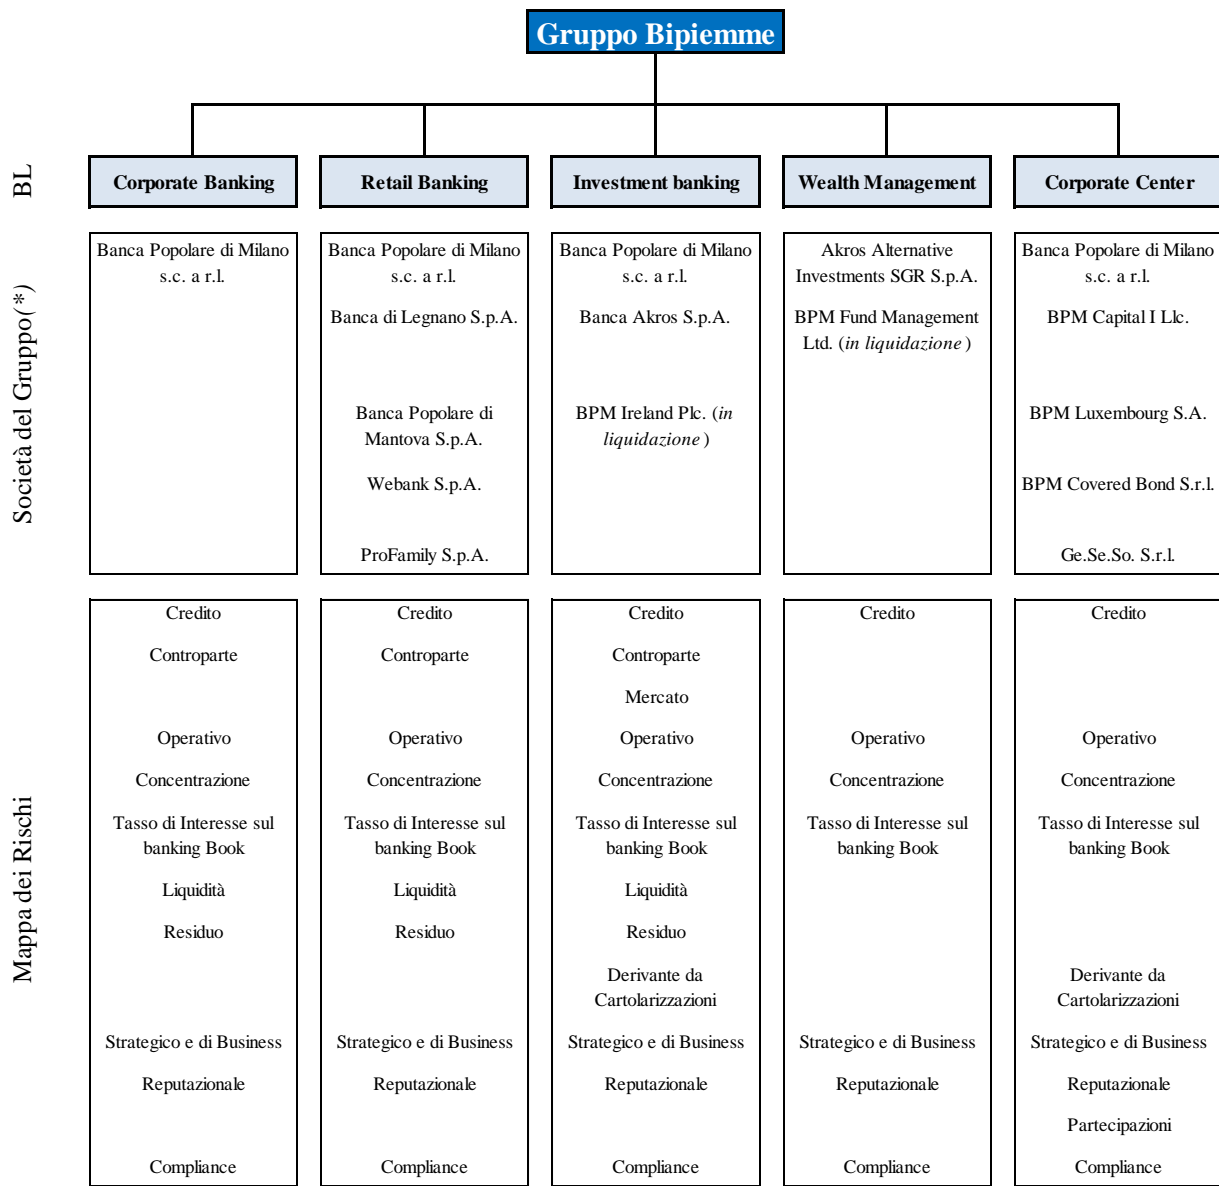 Gruppo Bipiemme
BL
Corporate Banking
Retail Banking
Investment banking
Wealth Management
Corporate Center
Società del Gruppo(*)
Banca Popolare di Milano
s.c. a r.l.
Banca Popolare di Milano
s.c. a r.l.
Banca di Legnano S.p.A.
Banca Popolare di
Mantova S.p.A.
Webank S.p.A.
ProFamily S.p.A.
Banca Popolare di Milano
s.c. a r.l.
Banca Akros S.p.A.
BPM Ireland Plc. (in
liquidazione )
Akros Alternative
Investments SGR S.p.A.
BPM Fund Management
Ltd. (in liquidazione )
Banca Popolare di Milano
s.c. a r.l.
BPM Capital I Llc.
BPM Luxembourg S.A.
BPM Covered Bond S.r.l.
Ge.Se.So. S.r.l.
Mappa dei Rischi
Credito
Controparte
Operativo
Concentrazione
Tasso di Interesse sul
banking Book
Liquidità
Residuo
Strategico e di Business
Reputazionale
Compliance
Credito
Controparte
Operativo
Concentrazione
Tasso di Interesse sul
banking Book
Liquidità
Residuo
Strategico e di Business
Reputazionale
Compliance
Credito
Controparte
Mercato
Operativo
Concentrazione
Tasso di Interesse sul
banking Book
Liquidità
Residuo
Derivante da
Cartolarizzazioni
Strategico e di Business
Reputazionale
Compliance
Credito
Operativo
Concentrazione
Tasso di Interesse sul
banking Book
Strategico e di Business
Reputazionale
Compliance
Credito
Operativo
Concentrazione
Tasso di Interesse sul
banking Book
Derivante da
Cartolarizzazioni
Strategico e di Business
Reputazionale
Partecipazioni
Compliance